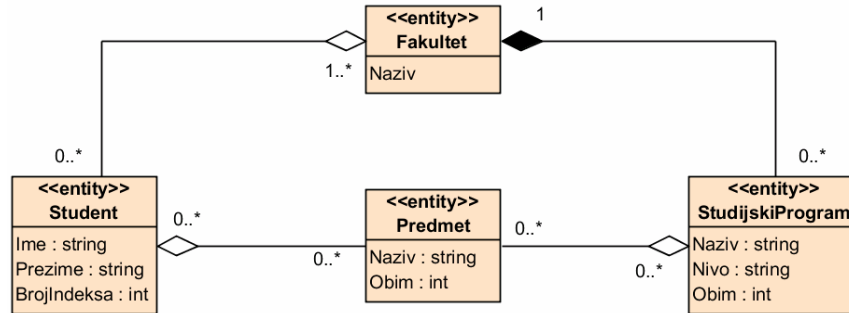 <<entity>>
Fakultet
Naziv
1
1..*
0..*
0..*
<<entity>>
Student
Ime : string
Prezime : string
BrojIndeksa : int
0..*
0..*
<<entity>>
Predmet
Naziv : string
Obim : int
0..*
0..*
<<entity>>
StudijskiProgram
Naziv : string
Nivo : string
Obim : int